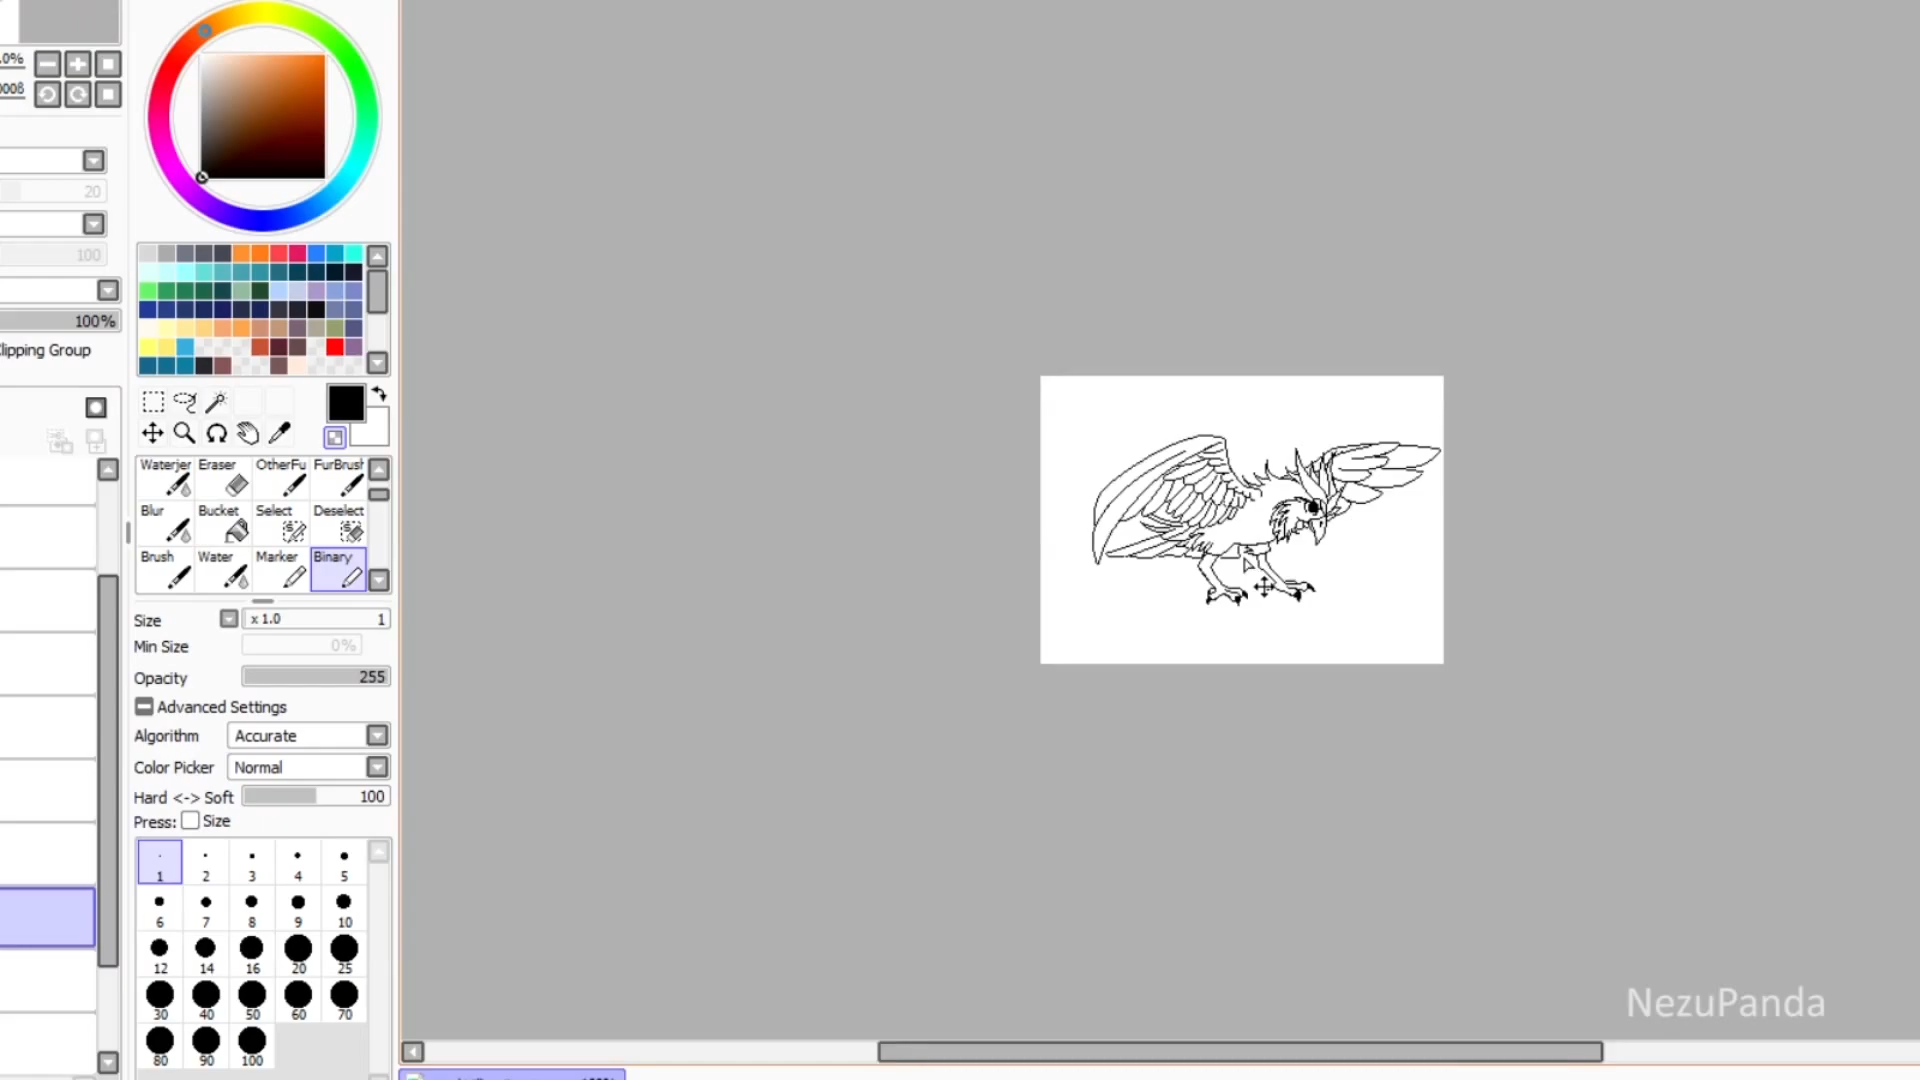 .0%
20
100
100%
Clipping Group
Waterjer Eraser OtherFu FurBrush
Blur Bucket Select Deselect
Brush Water Marker Binary
Size x 1.0 1
Min Size 0%
Opacity 255
Advanced Settings
Algorithm Accurate
Color Picker Normal
Hard <-> Soft 100
Press: Size
1 2 3 4 5
6 7 8 9 10
12 14 16 20 25
30 40 50 60 70
80 90 100
NezuPanda